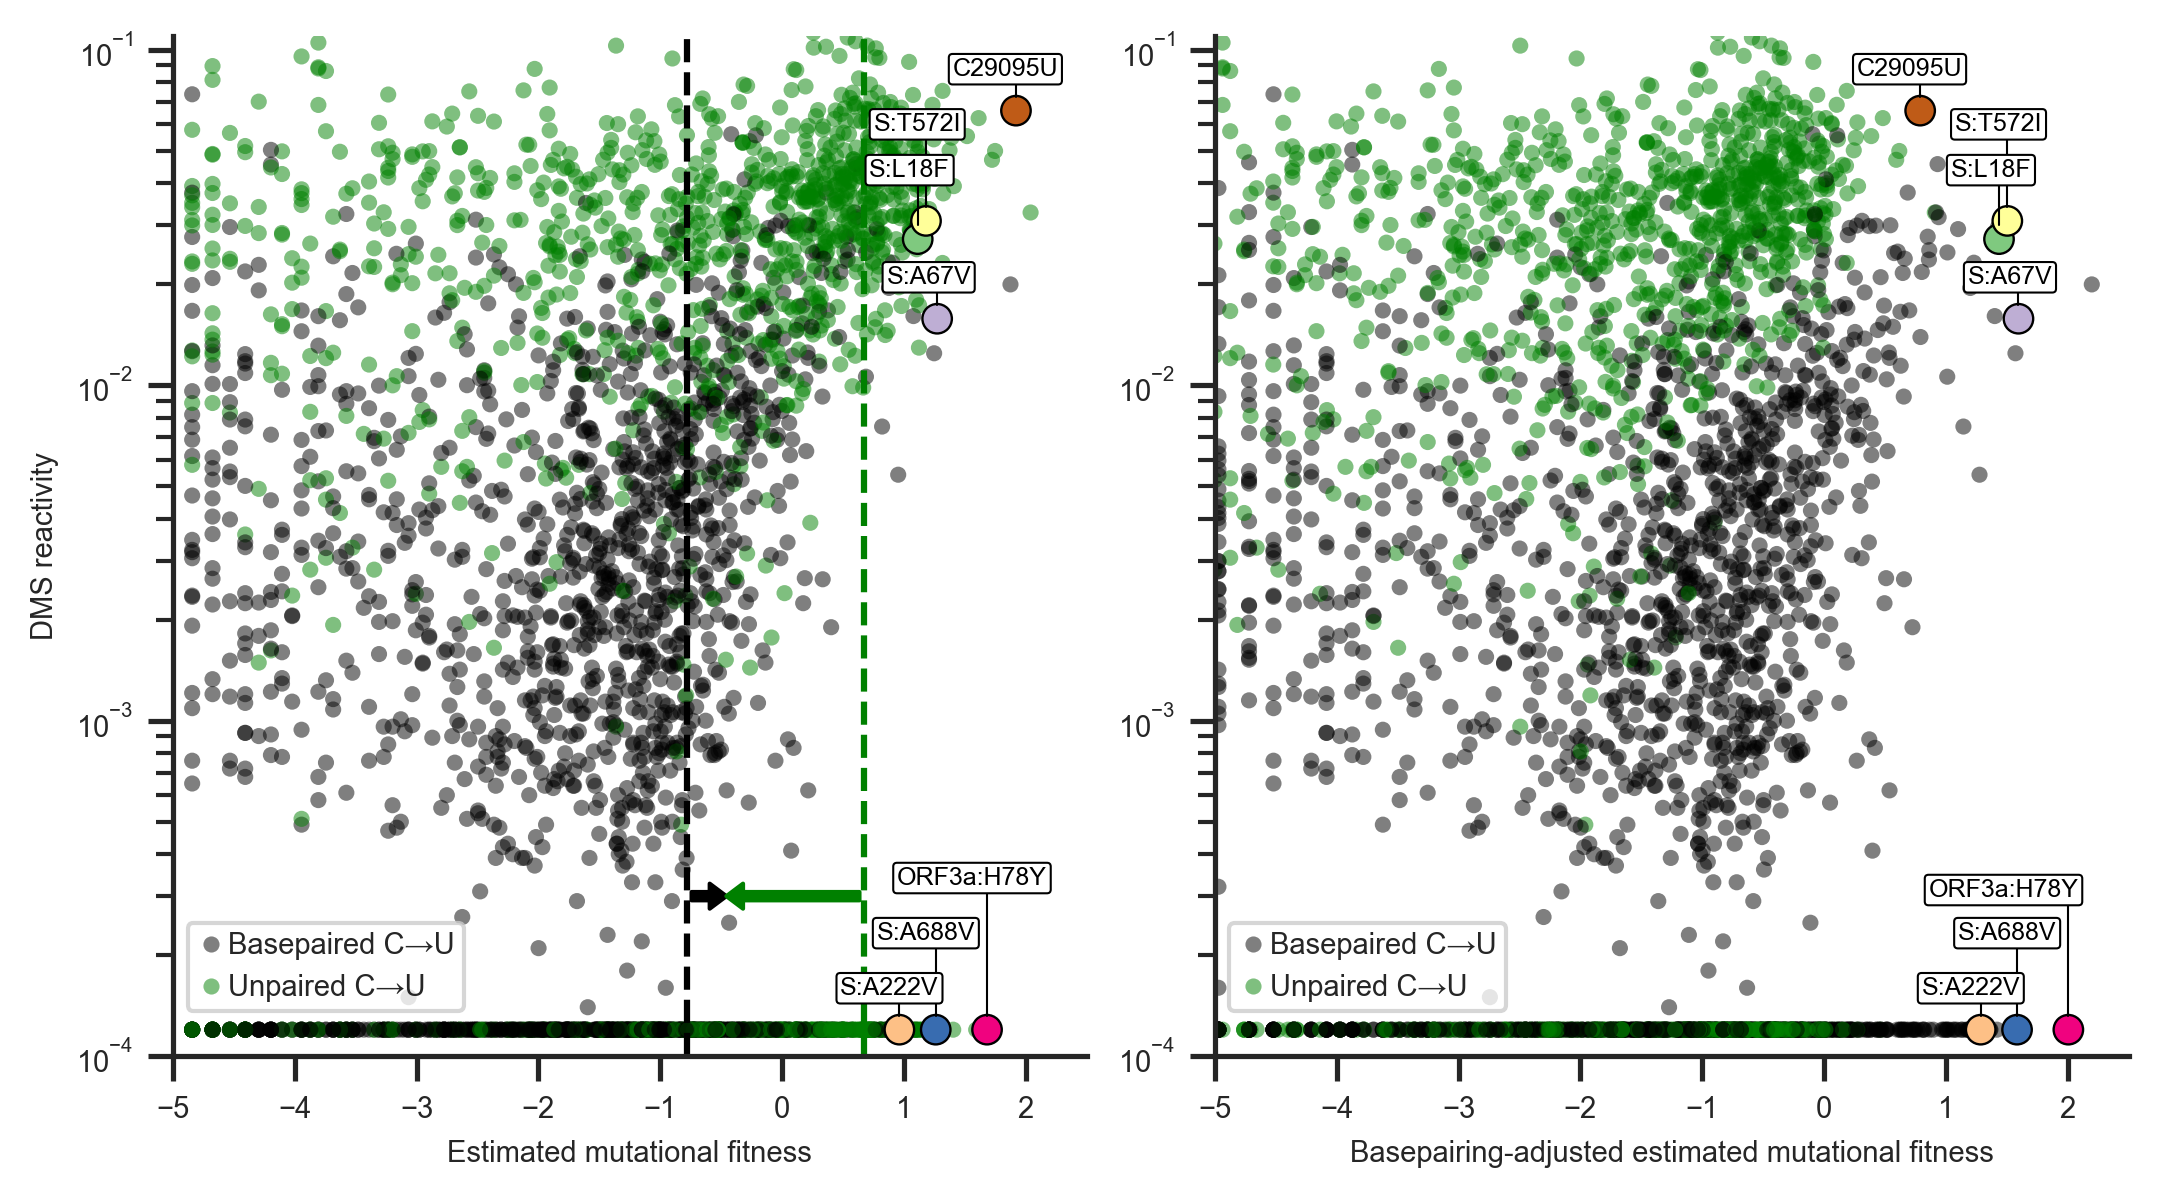 DMS reactivity
10⁻¹
10⁻²
10⁻³
10⁻⁴
C29095U
S:T572I
S:L18F
S:A67V
ORF3a:H78Y
S:A688V
S:A222V
Basepaired C→U
Unpaired C→U
−5 −4 −3 −2 −1 0 1 2
Estimated mutational fitness
10⁻¹
10⁻²
10⁻³
10⁻⁴
C29095U
S:T572I
S:L18F
S:A67V
ORF3a:H78Y
S:A688V
S:A222V
Basepaired C→U
Unpaired C→U
−5 −4 −3 −2 −1 0 1 2
Basepairing-adjusted estimated mutational fitness